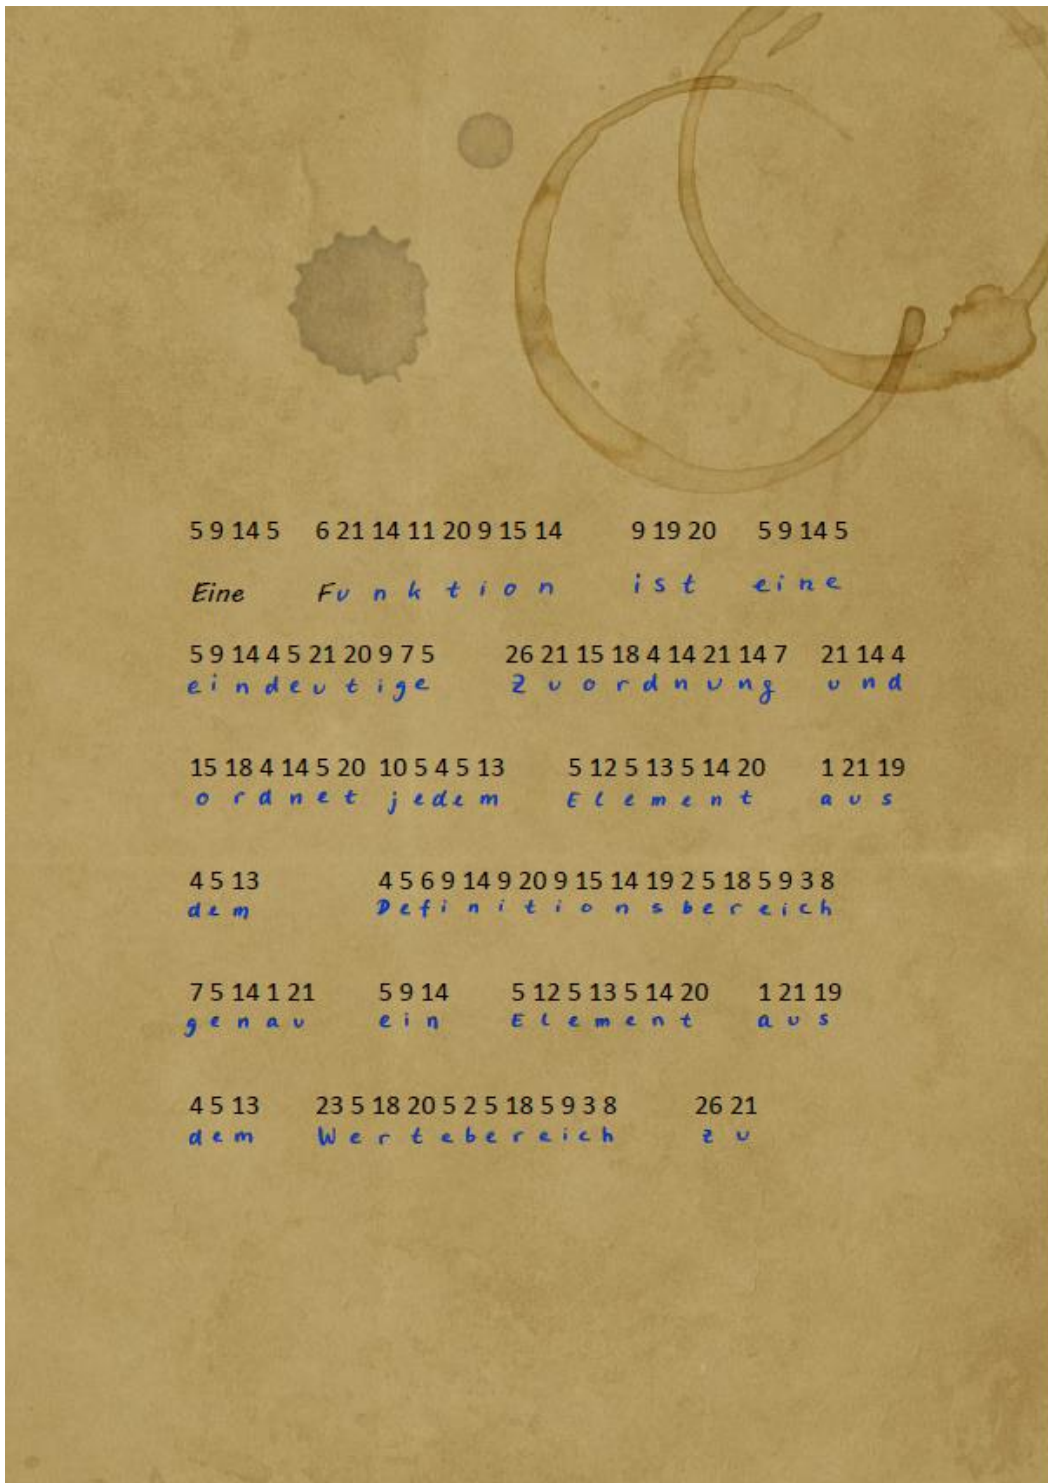 5 9 14 5 6 21 14 11 20 9 15 14 9 19 20 5 9 14 5
Eine Funktion ist eine
5 9 14 4 5 21 20 9 7 5 26 21 15 18 4 14 21 14 7 21 14 4
eindeutige Zuordnung und
15 18 4 14 5 20 10 5 4 5 13 5 12 5 13 5 14 20 1 21 19
ordnet jedem Element aus
4 5 13 4 5 6 9 14 9 20 9 15 14 19 2 5 18 5 9 3 8
dem Definitionsbereich
7 5 14 1 21 5 9 14 5 12 5 13 5 14 20 1 21 19
genau ein Element aus
4 5 13 23 5 18 20 5 2 5 18 5 9 3 8 26 21
dem Wertebereich zu